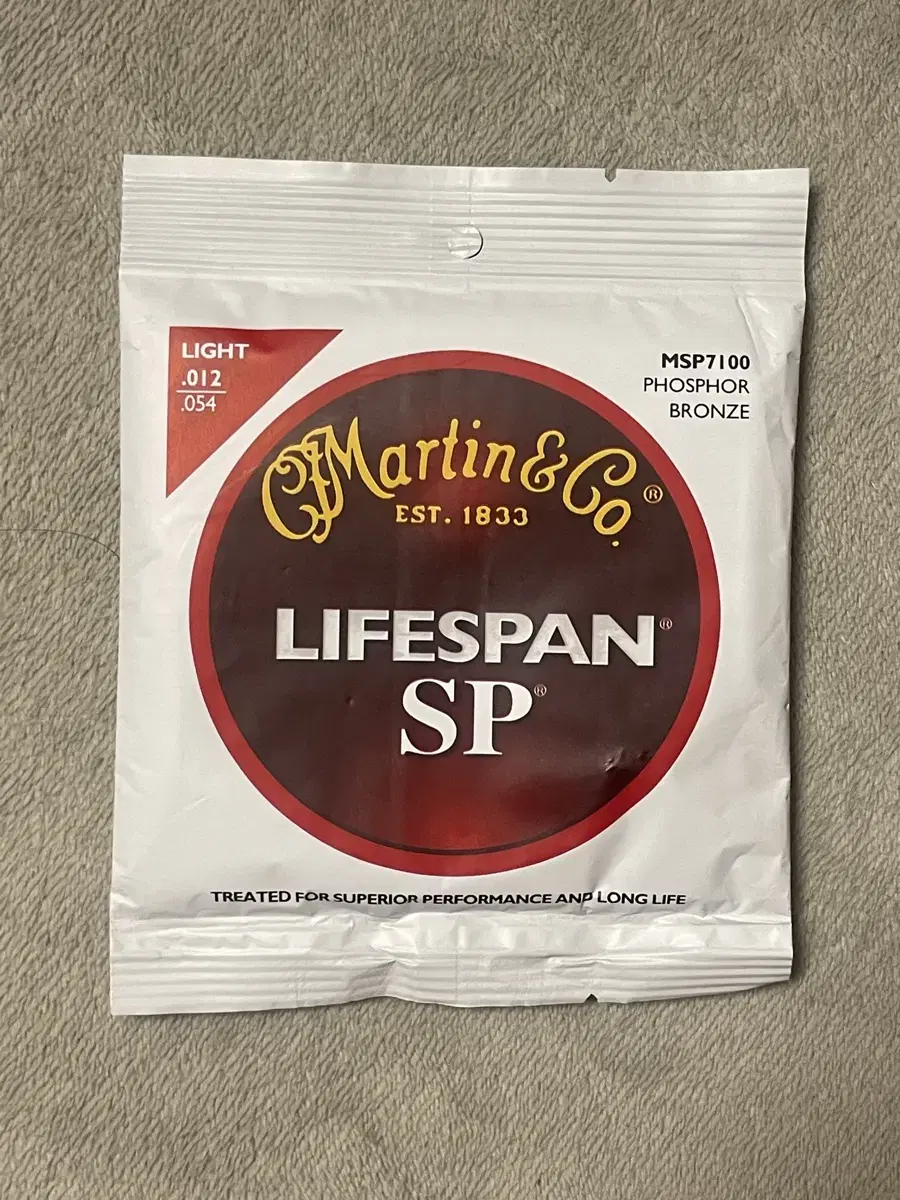 LIGHT
.012
.054
MSP7100
PHOSPHOR
BRONZE
CFMartin & Co.®
EST. 1833
LIFESPAN®
SP®
TREATED FOR SUPERIOR PERFORMANCE AND LONG LIFE